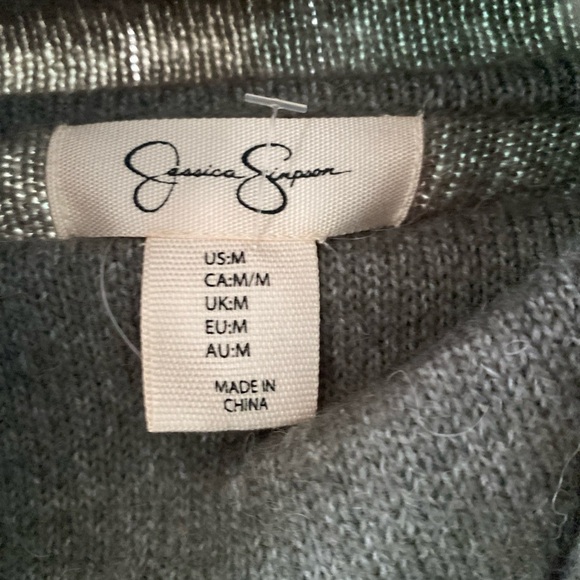 Jessica Simpson
US:M
CA:M/M
UK:M
EU:M
AU:M
MADE IN
CHINA